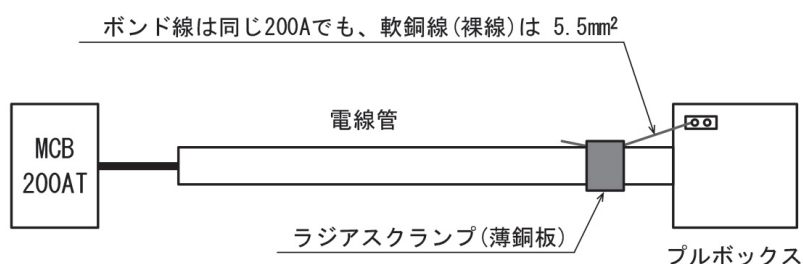 ボンド線は同じ200Aでも、軟銅線(裸線)は 5.5mm²
電線管
MCB
200AT
ラジアスクランプ(薄銅板)
プルボックス